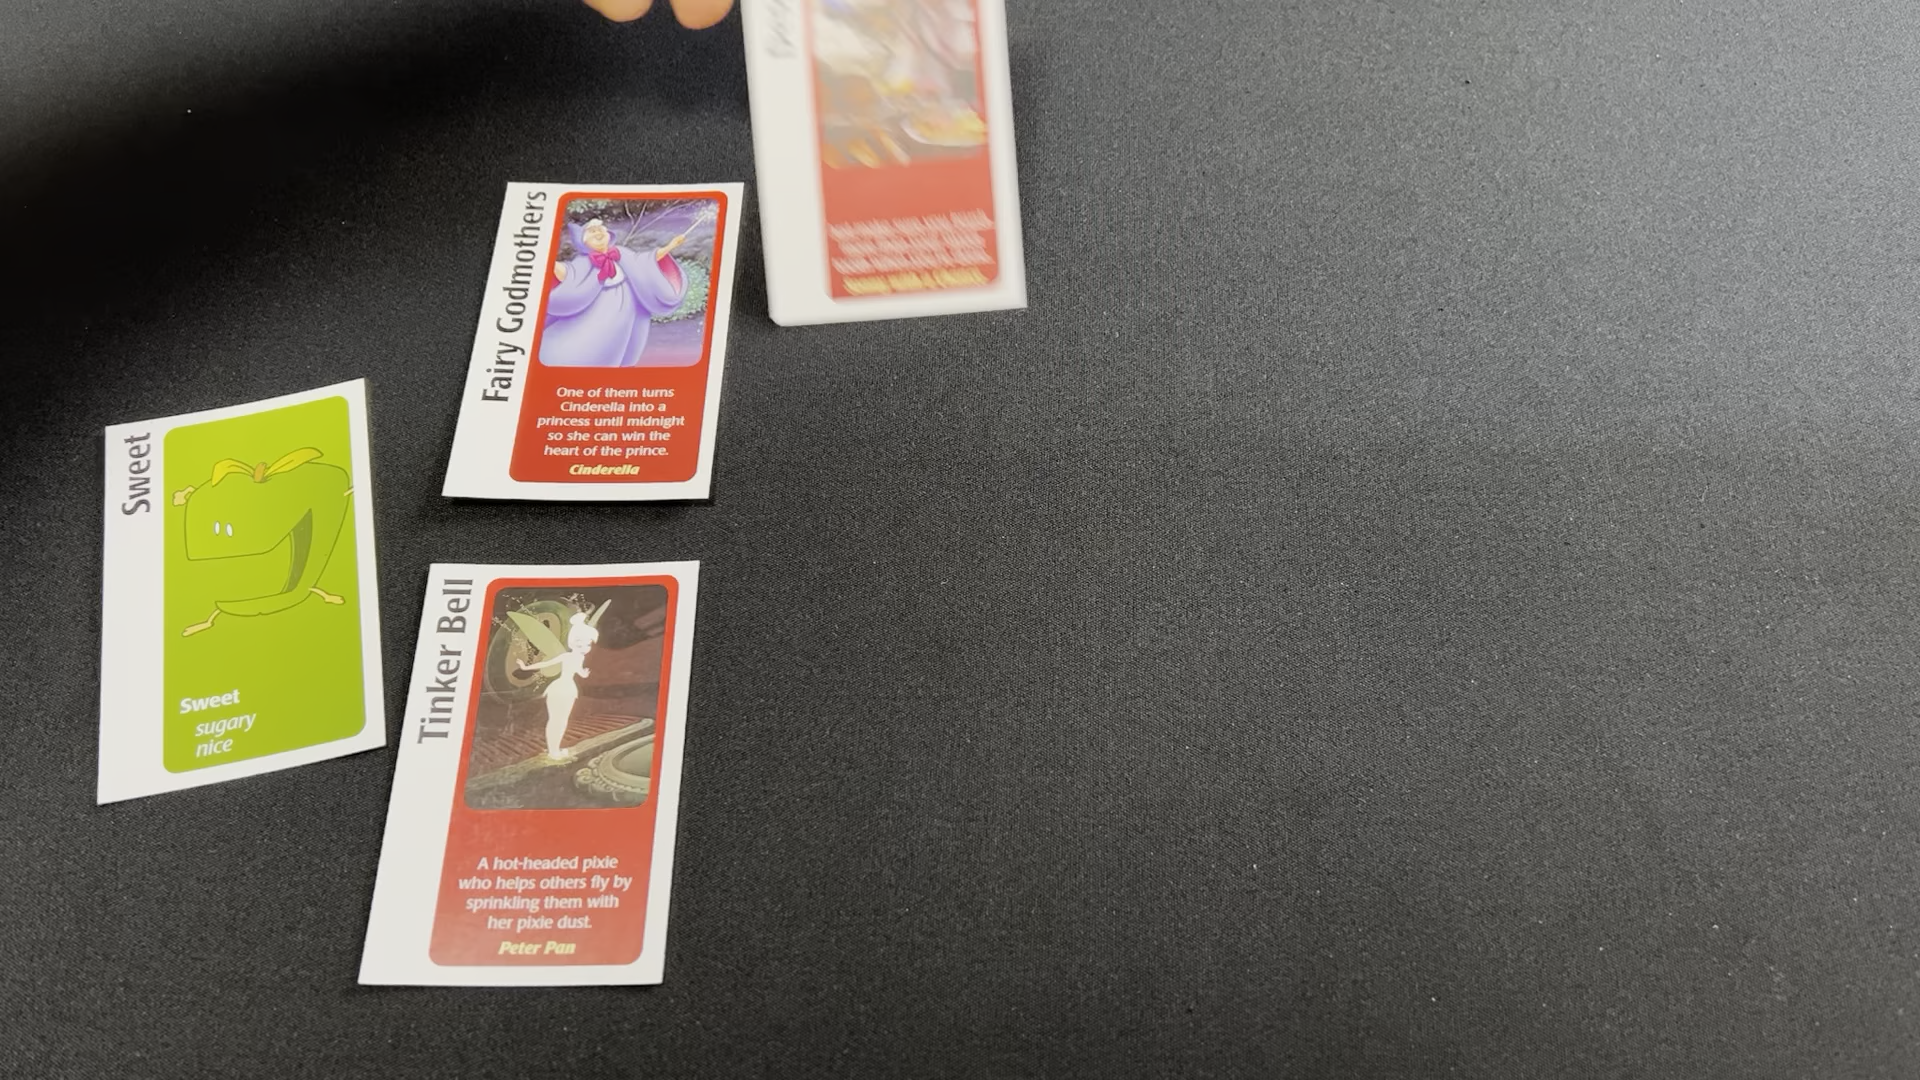 Sweet
Sweet
sugary
nice
Fairy Godmothers
One of them turns
Cinderella into a
princess until midnight
so she can win the
heart of the prince.
Cinderella
Tinker Bell
A hot-headed pixie
who helps others fly by
sprinkling them with
her pixie dust.
Peter Pan